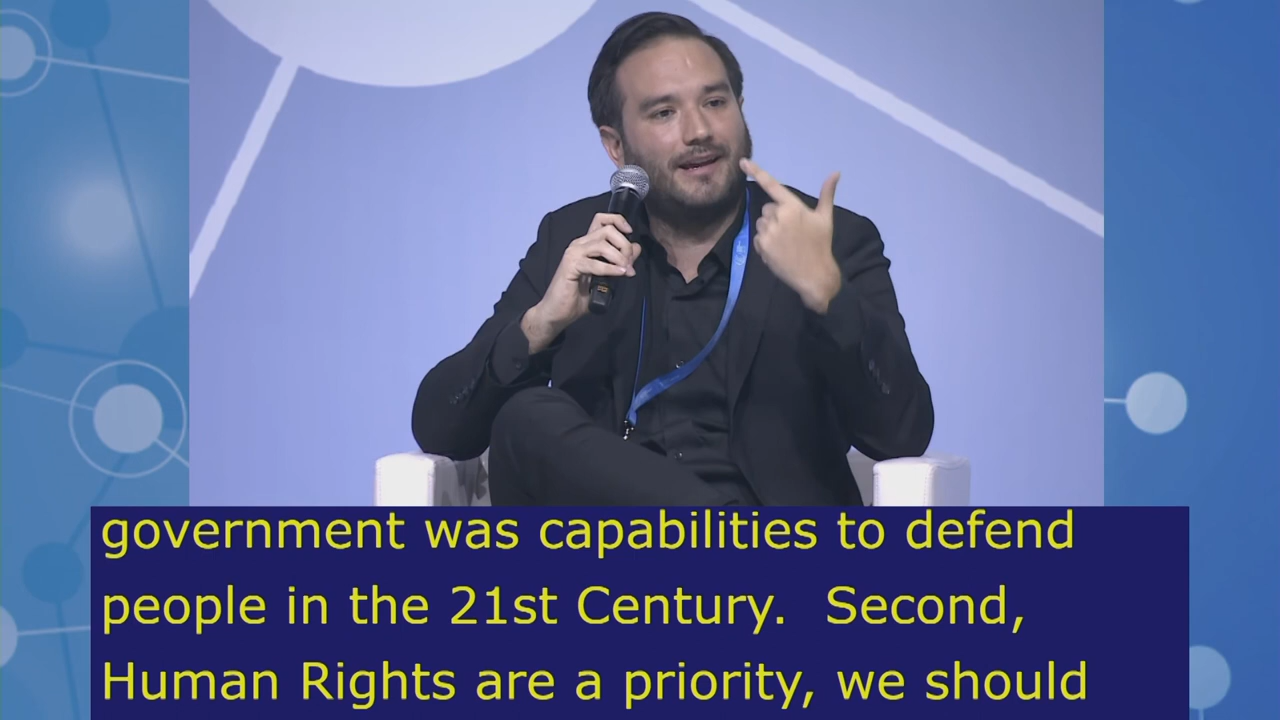 government was capabilities to defend
people in the 21st Century.  Second,
Human Rights are a priority, we should